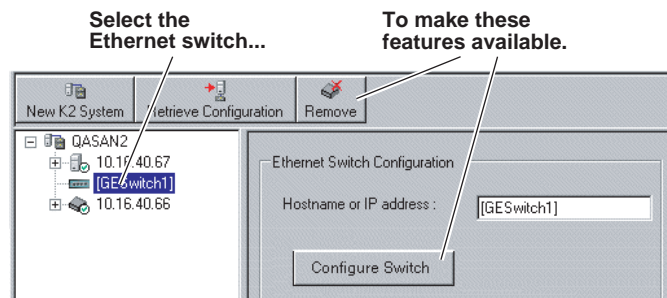 Select the
Ethernet switch...
To make these
features available.
New K2 System
Retrieve Configuration
Remove
QASAN2
10.16.40.67
[GESwitch1]
10.16.40.66
Ethernet Switch Configuration
Hostname or IP address :
[GESwitch1]
Configure Switch